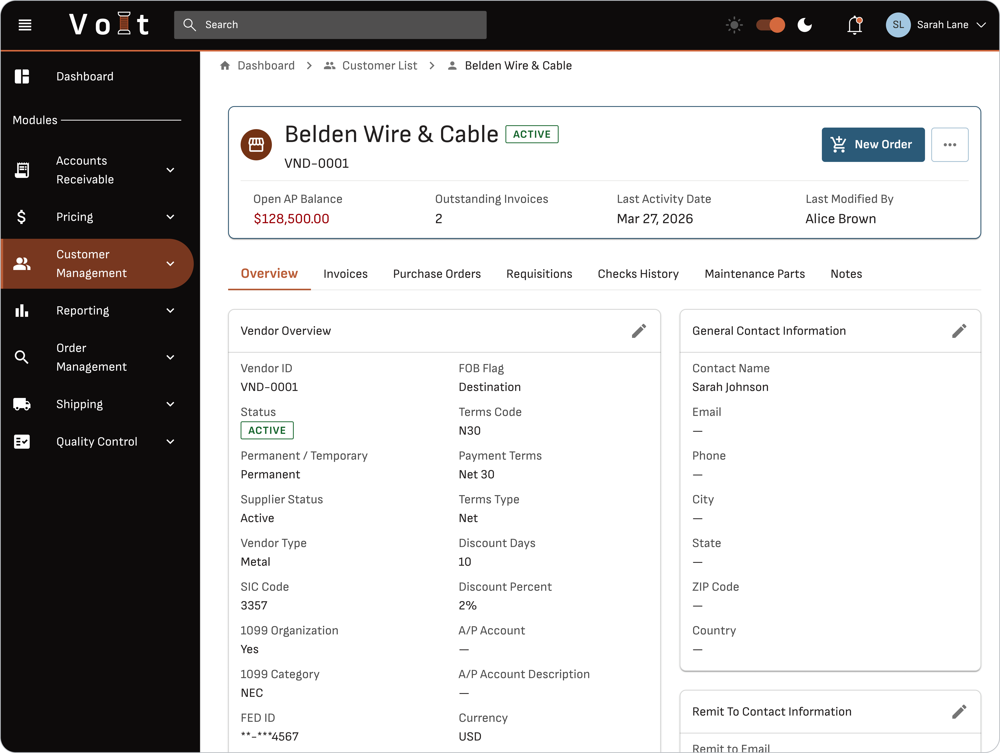 Volt
Search
SL
Sarah Lane
Dashboard
Modules
Accounts
Receivable
Pricing
Customer
Management
Reporting
Order
Management
Shipping
Quality Control
Dashboard > Customer List > Belden Wire & Cable
Belden Wire & Cable ACTIVE
VND-0001
New Order
Open AP Balance
$128,500.00
Outstanding Invoices
2
Last Activity Date
Mar 27, 2026
Last Modified By
Alice Brown
Overview Invoices Purchase Orders Requisitions Checks History Maintenance Parts Notes
Vendor Overview
Vendor ID
VND-0001
Status
ACTIVE
Permanent / Temporary
Permanent
Supplier Status
Active
Vendor Type
Metal
SIC Code
3357
1099 Organization
Yes
1099 Category
NEC
FED ID
**-***4567
FOB Flag
Destination
Terms Code
N30
Payment Terms
Net 30
Terms Type
Net
Discount Days
10
Discount Percent
2%
A/P Account
—
A/P Account Description
—
Currency
USD
General Contact Information
Contact Name
Sarah Johnson
Email
—
Phone
—
City
—
State
—
ZIP Code
—
Country
—
Remit To Contact Information
Remit to Email